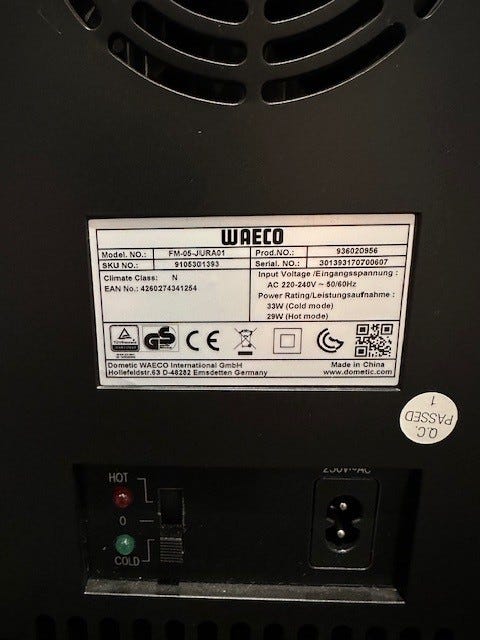 WAECO
Model. NO.: FM-05-JURA01 Prod.NO.: 936020956
SKU NO.: 9105301393 Serial. NO.: 301393170700607
Climate Class: N
EAN No.: 4260274341254
Input Voltage /Eingangsspannung :
AC 220-240V ~ 50/60Hz
Power Rating/Leistungsaufnahme :
33W (Cold mode)
29W (Hot mode)
GS CE
Dometic WAECO International GmbH
Hollefeldstr.63 D-48282 Emsdetten Germany
Made in China
www.dometic.com
Q.C.
PASSED
1
HOT
0
COLD
250V~AC